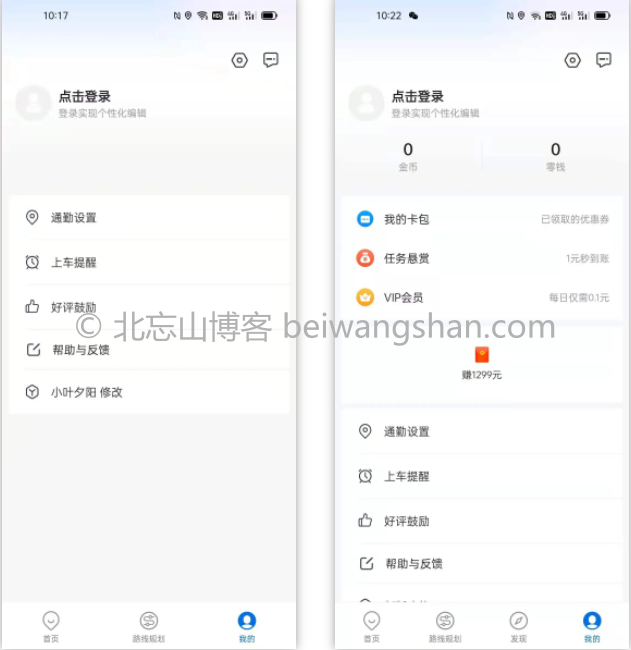 10:17
点击登录
登录实现个性化编辑
通勤设置
上车提醒
好评鼓励
帮助与反馈
小叶夕阳 修改
首页
路线规划
我的
10:22
点击登录
登录实现个性化编辑
0
金币
0
零钱
我的卡包
已领取的优惠券
任务悬赏
1元秒到账
VIP会员
每日仅需0.1元
赚1299元
通勤设置
上车提醒
好评鼓励
帮助与反馈
首页
路线规划
发现
我的
© 北忘山博客 beiwangshan.com